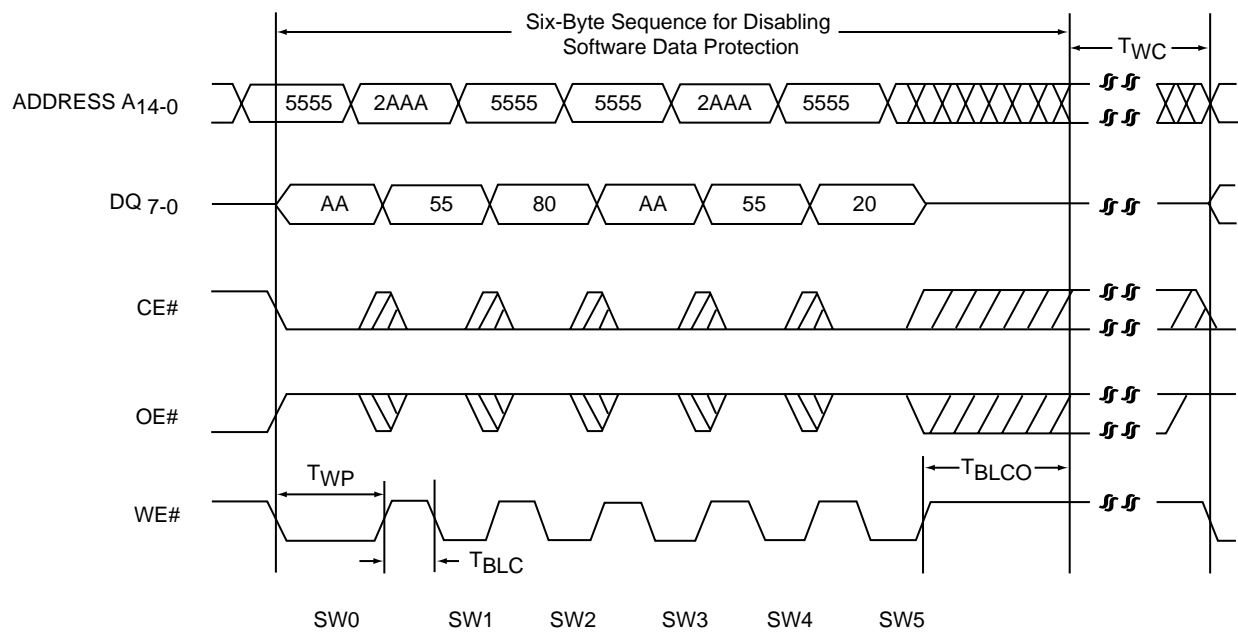 Six-Byte Sequence for Disabling
Software Data Protection
TWC
ADDRESS A14-0
5555 2AAA 5555 5555 2AAA 5555
DQ 7-0
AA 55 80 AA 55 20
CE#
OE#
TWP
TBLCO
WE#
TBLC
SW0 SW1 SW2 SW3 SW4 SW5